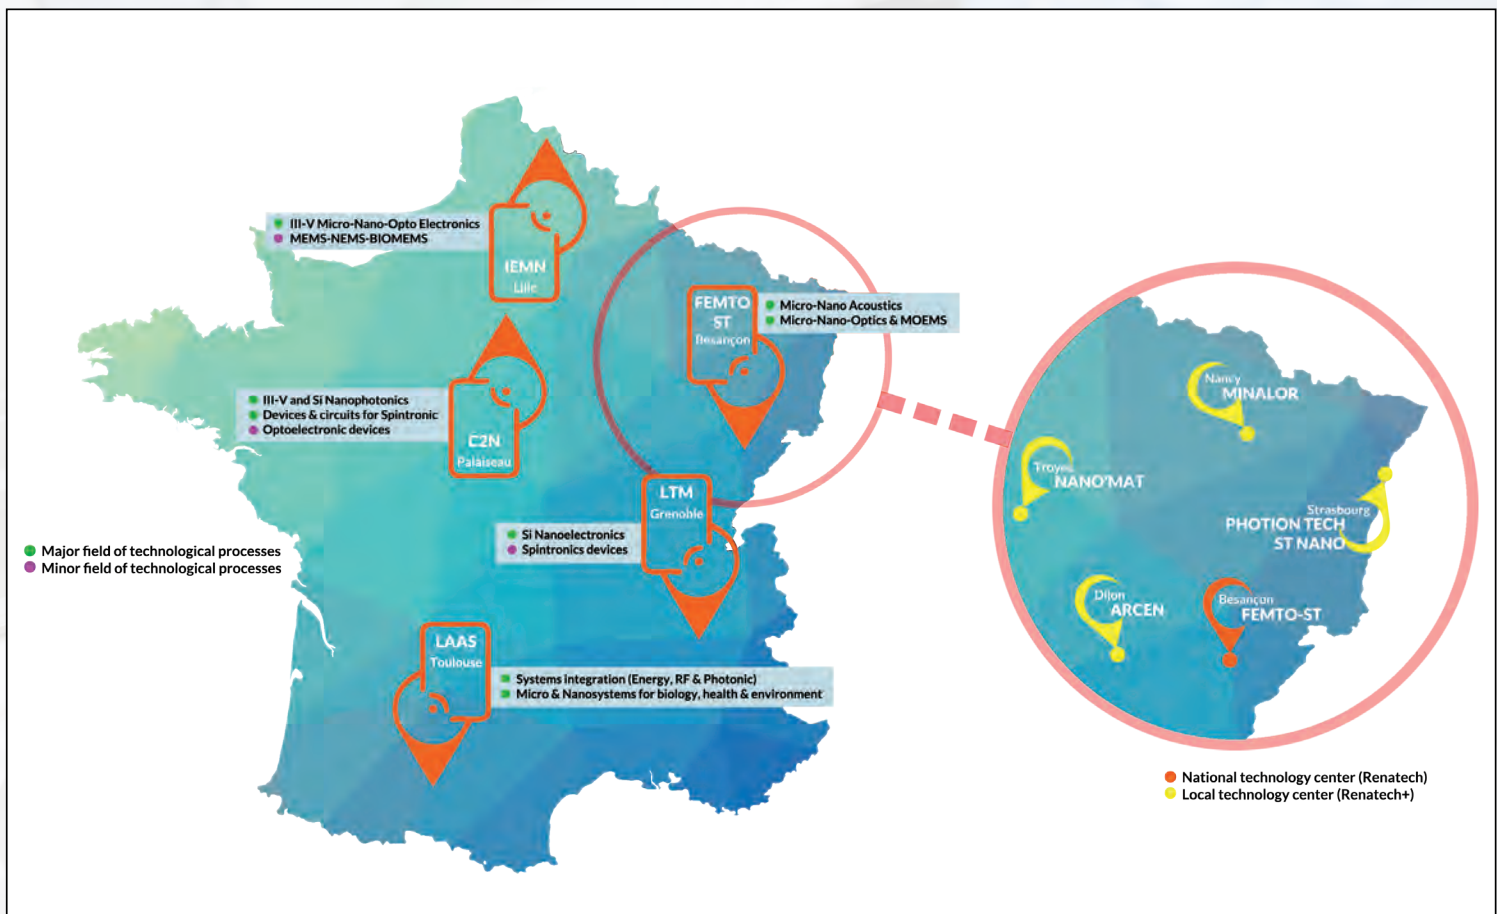 III-V Micro-Nano-Opto Electronics
MEMS-NEMS-BIOMEMS
IEMN
Lille
FEMTO
ST
Besançon
Micro-Nano Acoustics
Micro-Nano-Optics & MOEMS
III-V and Si Nanophotonics
Devices & circuits for Spintronic
Optoelectronic devices
C2N
Palaiseau
LTM
Grenoble
Si Nanoelectronics
Spintronics devices
Major field of technological processes
Minor field of technological processes
LAAS
Toulouse
Systems integration (Energy, RF & Photonic)
Micro & Nanosystems for biology, health & environment
Nancy
MINALOR
Troyes
NANO'MAT
Strasbourg
PHOTION TECH
ST NANO
Dijon
ARCEN
Besançon
FEMTO-ST
National technology center (Renatech)
Local technology center (Renatech+)